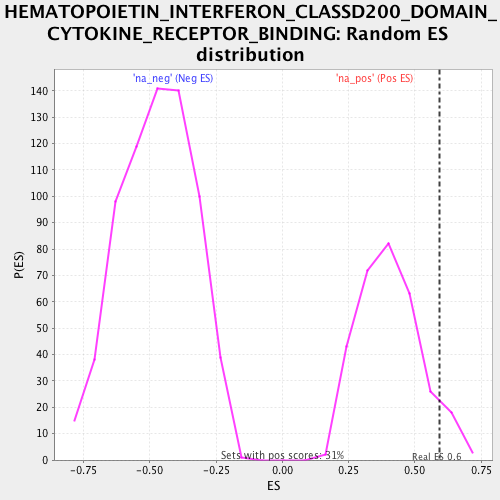 HEMATOPOIETIN_INTERFERON_CLASSD200_DOMAIN_
CYTOKINE_RECEPTOR_BINDING: Random ES
distribution
'na_neg' (Neg ES)
'na_pos' (Pos ES)
140
130
120
110
100
90
80
70
60
50
40
30
20
10
0
P(ES)
Sets with pos scores: 31%
Real ES 0.6
-0.75
-0.50
-0.25
0.00
0.25
0.50
0.75
ES